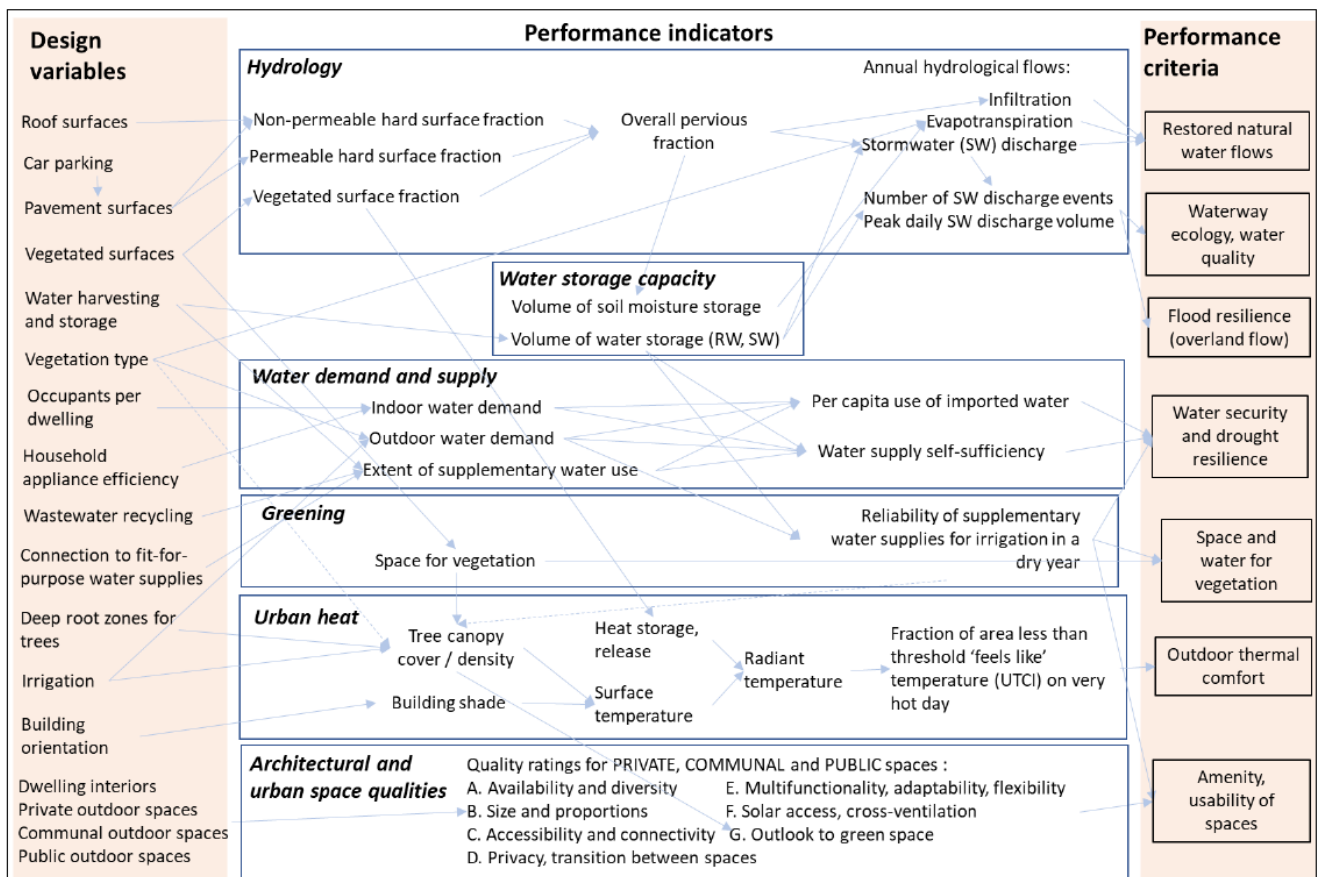 Design
variables
Roof surfaces
Car parking
Pavement surfaces
Vegetated surfaces
Water harvesting
and storage
Vegetation type
Occupants per
dwelling
Household
appliance efficiency
Wastewater recycling
Connection to fit-for-
purpose water supplies
Deep root zones for
trees
Irrigation
Building
orientation
Dwelling interiors
Private outdoor spaces
Communal outdoor spaces
Public outdoor spaces
Performance indicators
Hydrology
Non-permeable hard surface fraction
Permeable hard surface fraction
Vegetated surface fraction
Overall pervious
fraction
Annual hydrological flows:
Infiltration
Evapotranspiration
Stormwater (SW) discharge
Number of SW discharge events
Peak daily SW discharge volume
Water storage capacity
Volume of soil moisture storage
Volume of water storage (RW, SW)
Water demand and supply
Indoor water demand
Outdoor water demand
Extent of supplementary water use
Per capita use of imported water
Water supply self-sufficiency
Greening
Space for vegetation
Reliability of supplementary
water supplies for irrigation in a
dry year
Urban heat
Tree canopy
cover / density
Building shade
Heat storage,
release
Surface
temperature
Radiant
temperature
Fraction of area less than
threshold ‘feels like’
temperature (UTCI) on very
hot day
Architectural and
urban space qualities
Quality ratings for PRIVATE, COMMUNAL and PUBLIC spaces :
A. Availability and diversity
B. Size and proportions
C. Accessibility and connectivity
D. Privacy, transition between spaces
E. Multifunctionality, adaptability, flexibility
F. Solar access, cross-ventilation
G. Outlook to green space
Performance
criteria
Restored natural
water flows
Waterway
ecology, water
quality
Flood resilience
(overland flow)
Water security
and drought
resilience
Space and
water for
vegetation
Outdoor thermal
comfort
Amenity,
usability of
spaces